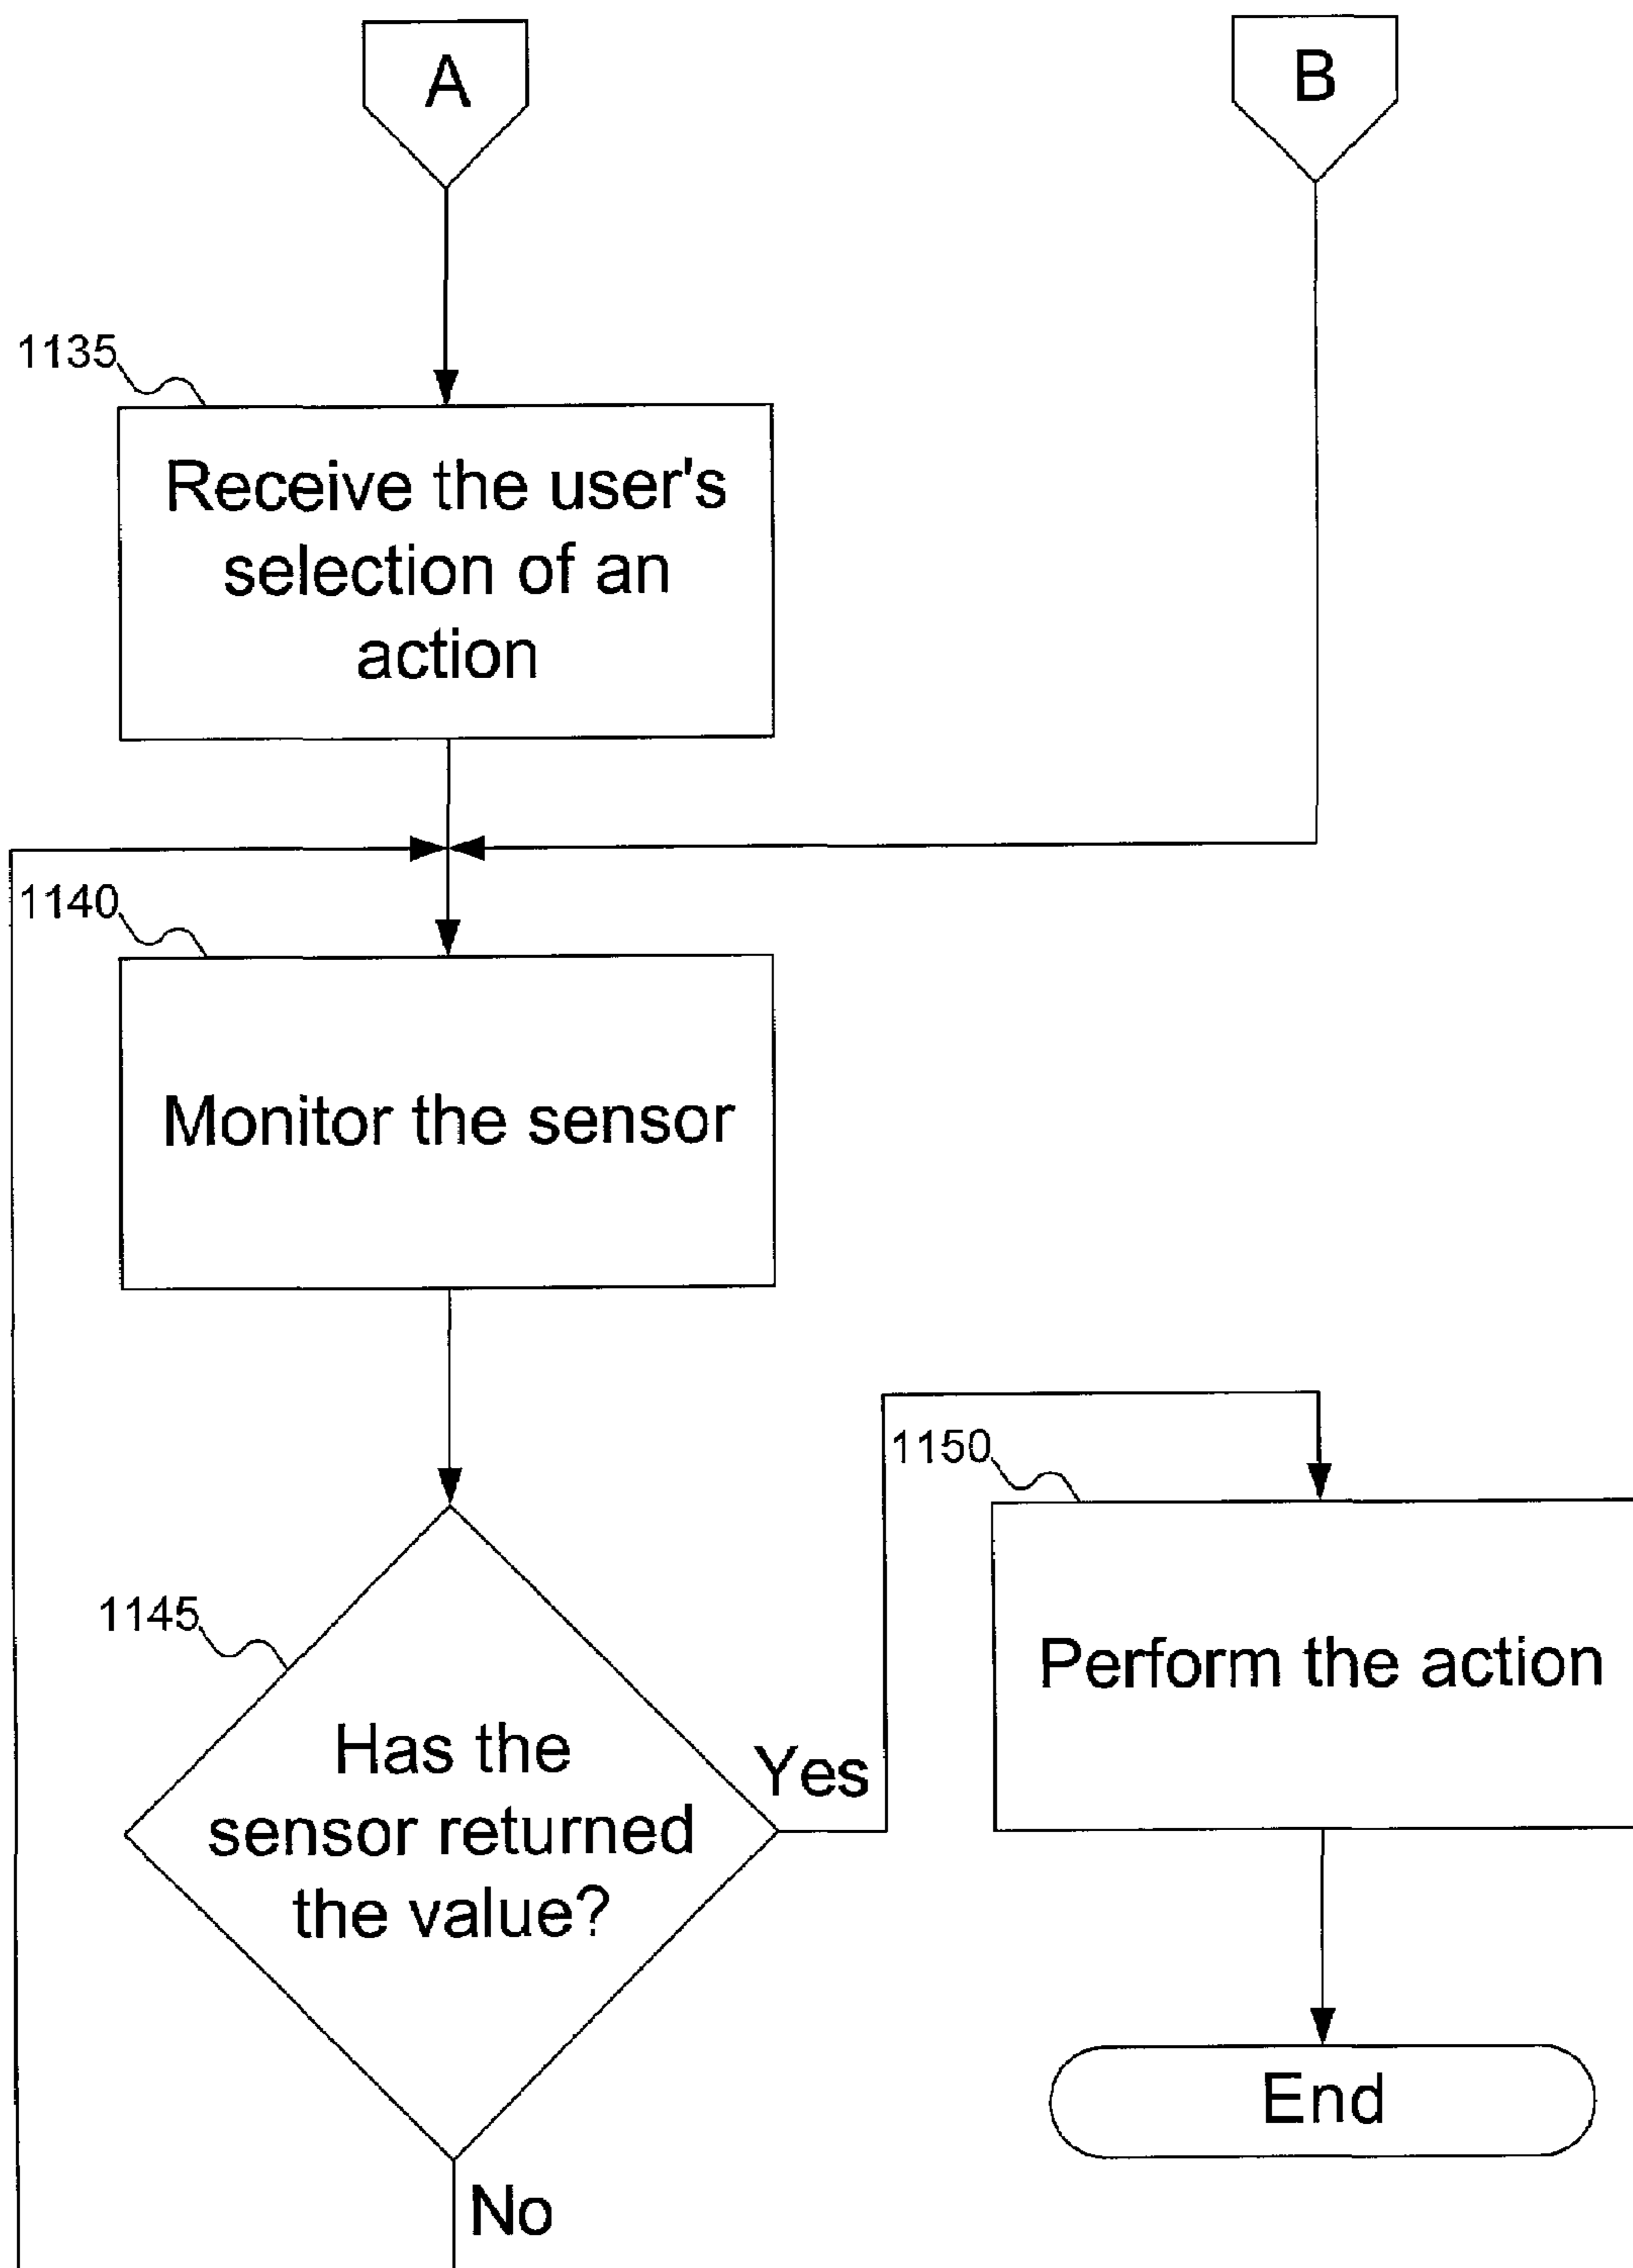 A
B
1135
Receive the user's
selection of an
action
1140
Monitor the sensor
1145
Has the
sensor returned
the value?
Yes
No
1150
Perform the action
End